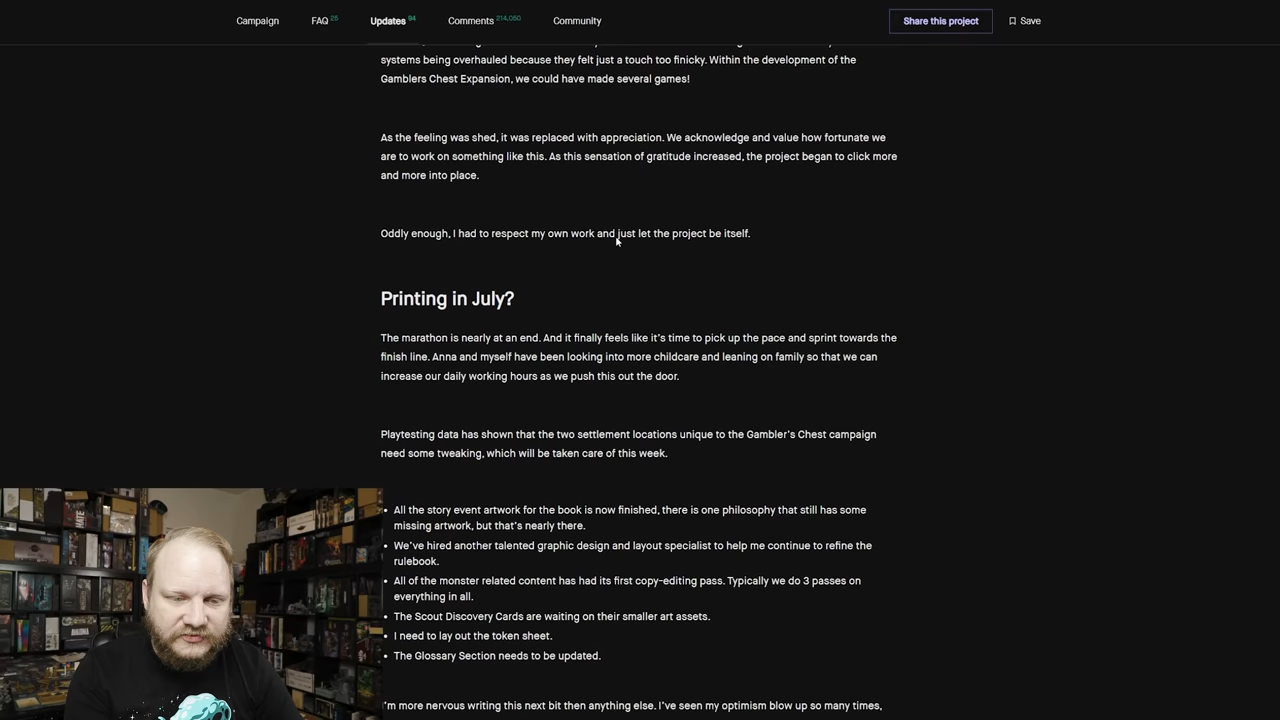 Campaign
FAQ 25
Updates 94
Comments 214,050
Community
Share this project
Save
systems being overhauled because they felt just a touch too finicky. Within the development of the
Gamblers Chest Expansion, we could have made several games!
As the feeling was shed, it was replaced with appreciation. We acknowledge and value how fortunate we
are to work on something like this. As this sensation of gratitude increased, the project began to click more
and more into place.
Oddly enough, I had to respect my own work and just let the project be itself.
Printing in July?
The marathon is nearly at an end. And it finally feels like it's time to pick up the pace and sprint towards the
finish line. Anna and myself have been looking into more childcare and leaning on family so that we can
increase our daily working hours as we push this out the door.
Playtesting data has shown that the two settlement locations unique to the Gambler's Chest campaign
need some tweaking, which will be taken care of this week.
• All the story event artwork for the book is now finished, there is one philosophy that still has some
missing artwork, but that's nearly there.
• We've hired another talented graphic design and layout specialist to help me continue to refine the
rulebook.
• All of the monster related content has had its first copy-editing pass. Typically we do 3 passes on
everything in all.
• The Scout Discovery Cards are waiting on their smaller art assets.
• I need to lay out the token sheet.
• The Glossary Section needs to be updated.
I'm more nervous writing this next bit then anything else. I've seen my optimism blow up so many times,